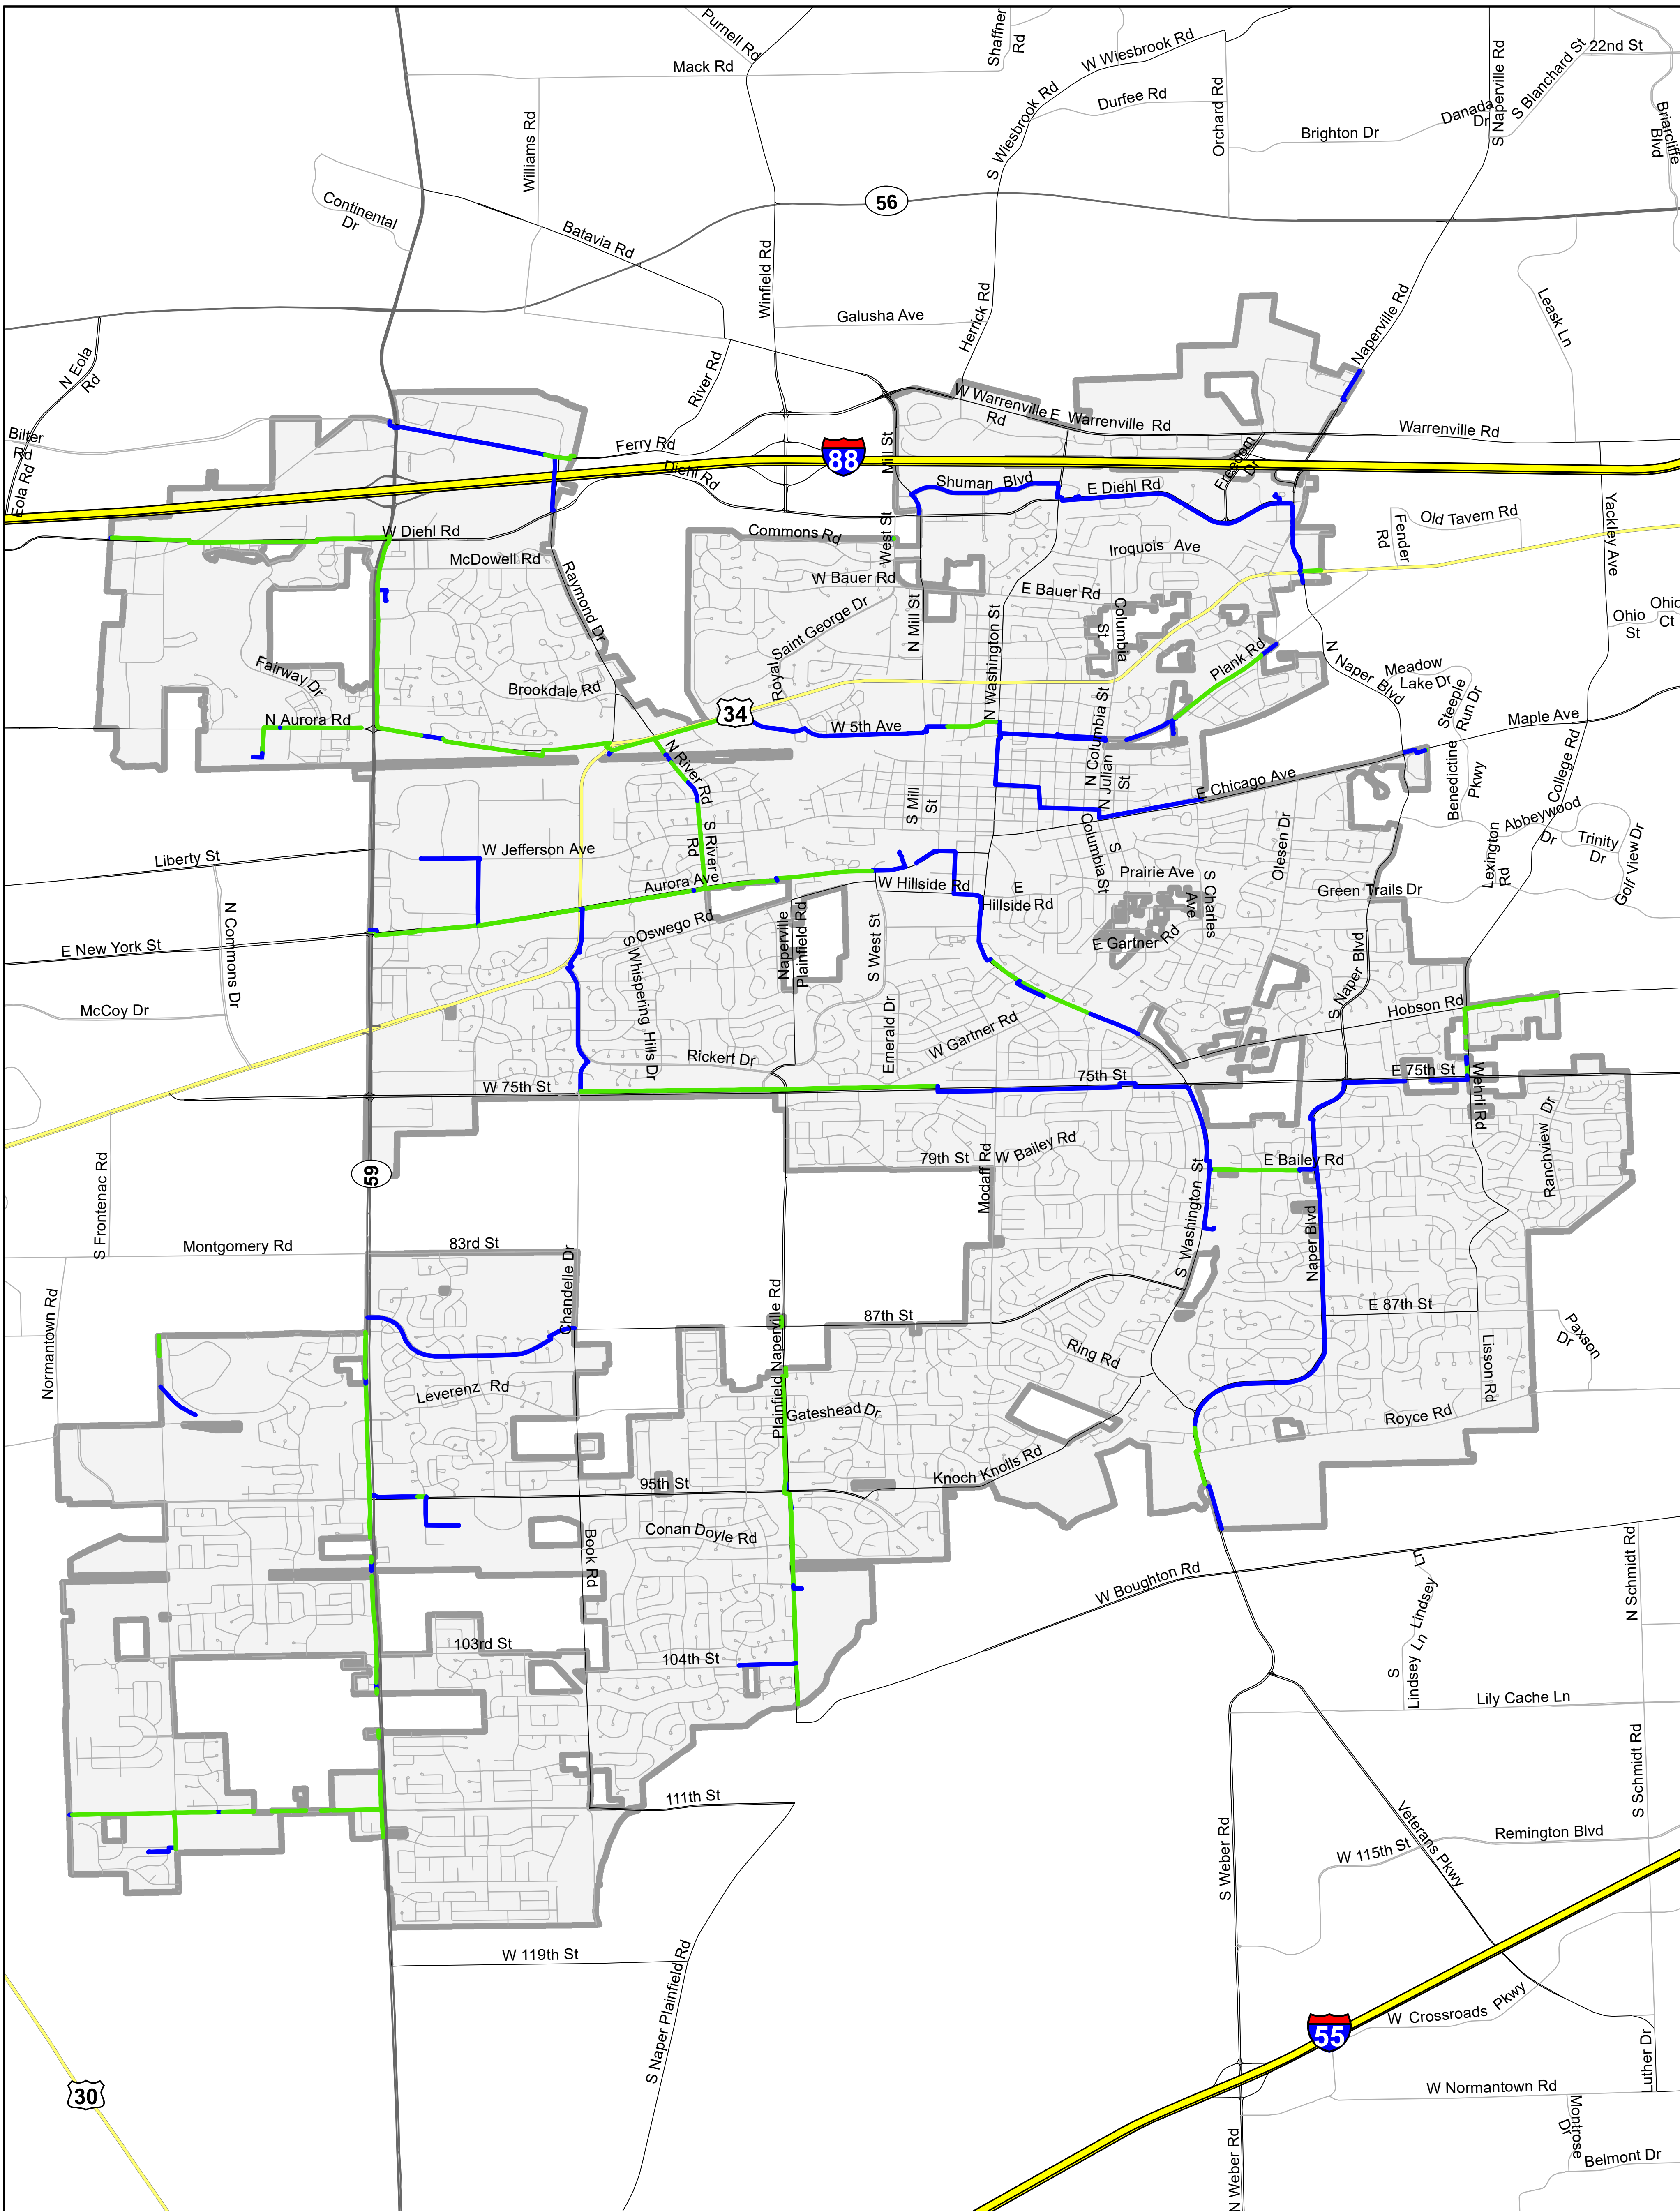 Purnell Rd
Shaffner
Rd
W Wiesbrook Rd
S Naperville Rd
S Blanchard St
22nd St
Mack Rd
Williams Rd
S Wiesbrook Rd
Durfee Rd
Orchard Rd
Danada
Dr
Brighton Dr
Briarcliffe
Blvd
Continental
Dr
56
Batavia Rd
Winfield Rd
Herrick Rd
Galusha Ave
Naperville Rd
Leask Ln
N Eola
Rd
River Rd
W Warrenville
Rd
E Warrenville Rd
Warrenville Rd
Bilter
Rd
Eola Rd
Ferry Rd
Mill St
88
Freedom
Dr
Diehl Rd
Shuman Blvd
E Diehl Rd
W Diehl Rd
Commons Rd
West St
Old Tavern Rd
Fender
Rd
Yackley Ave
McDowell Rd
Iroquois Ave
W Bauer Rd
E Bauer Rd
Raymond Dr
Saint George Dr
Royal
N Mill St
N Washington St
Columbia
St
Ohio
St
Ohio
Ct
Plank Rd
N Naper Blvd
Meadow
Lake Dr
Steeple
Run Dr
Fairway Dr
Brookdale Rd
34
N Aurora Rd
W 5th Ave
N Columbia St
Maple Ave
N River Rd
N Julian
St
E Chicago Ave
Benedictine
Pkwy
College Rd
S Mill
St
S River
Rd
Columbia St
S
Abbeywood
Dr
Trinity
Dr
Golf View Dr
Liberty St
W Jefferson Ave
Olesen Dr
Lexington
Rd
Aurora Ave
W Hillside Rd
E
Hillside Rd
Prairie Ave
S Charles
Ave
Green Trails Dr
N Commons Dr
E New York St
S Oswego Rd
Naperville
Plainfield Rd
S West St
E Gartner Rd
S Whispering Hills Dr
S Naper Blvd
McCoy Dr
Hobson Rd
Emerald Dr
W Gartner Rd
Rickert Dr
W 75th St
75th St
E 75th St
Wehrli Rd
Ranchview Dr
S Frontenac Rd
59
79th St
W Bailey Rd
Modaff Rd
E Bailey Rd
S Washington St
Naper Blvd
Montgomery Rd
83rd St
Chandelle Dr
Normantown Rd
Plainfield Naperville Rd
87th St
E 87th St
Paxson
Dr
Ring Rd
Lisson Rd
Leverenz Rd
Gateshead Dr
Royce Rd
Knoch Knolls Rd
95th St
Conan Doyle Rd
Book Rd
W Boughton Rd
Ln
Lindsey
N Schmidt Rd
103rd St
104th St
S
Lindsey Ln
Lily Cache Ln
S Schmidt Rd
111th St
S Weber Rd
Veterans Pkwy
W 115th St
Remington Blvd
W 119th St
S Naper Plainfield Rd
W Crossroads Pkwy
55
30
Luther Dr
W Normantown Rd
Montrose
Dr
Belmont Dr
N Weber Rd